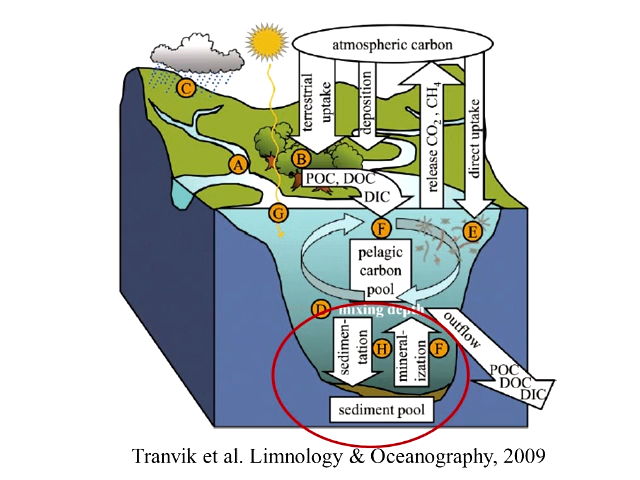 atmospheric carbon
C
terrestrial
uptake
deposition
release CO2 , CH4
direct uptake
A
B
POC, DOC
DIC
G
F
E
pelagic
carbon
pool
D
mixing depth
sedimen-
tation
H
mineral-
ization
F
outflow
POC
DOC
DIC
sediment pool
Tranvik et al. Limnology & Oceanography, 2009